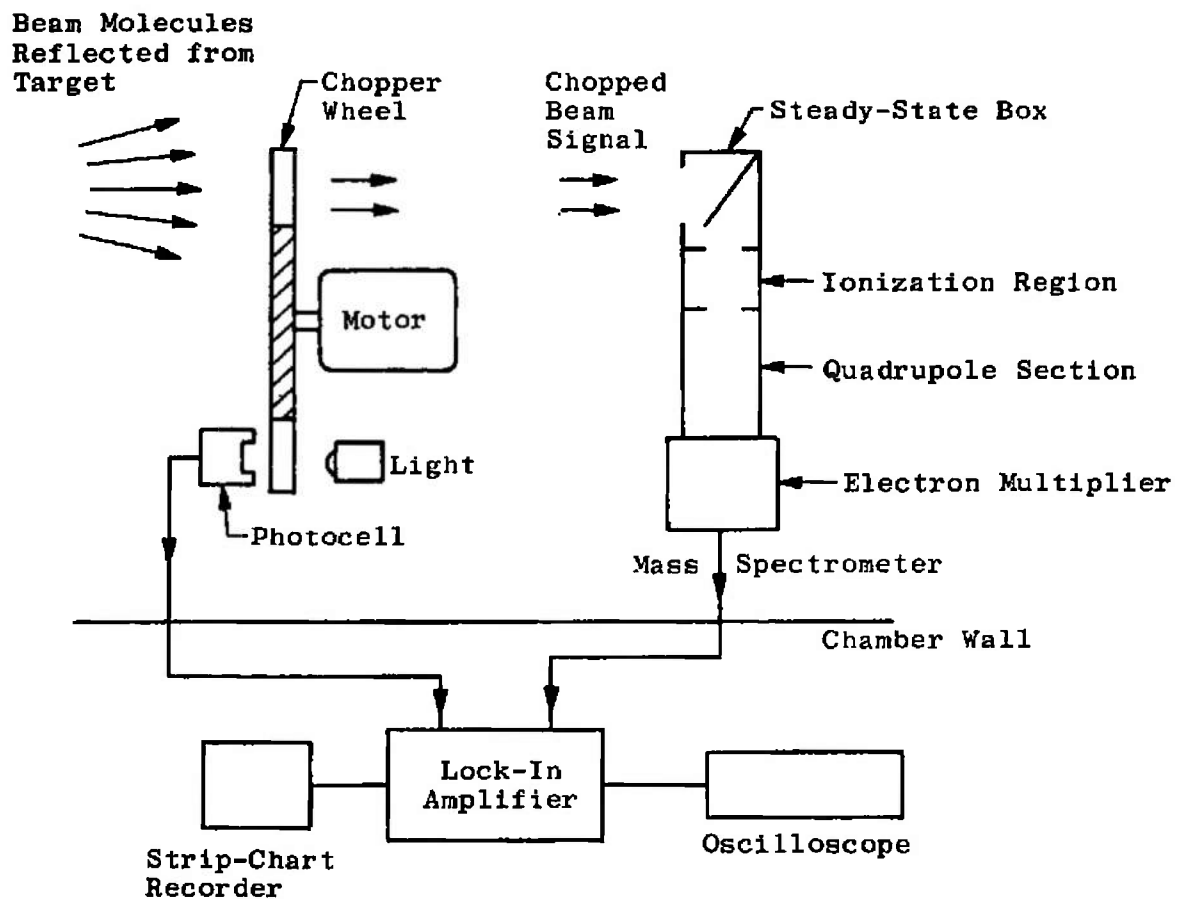 Beam Molecules
Reflected from
Target
Chopper
Wheel
Chopped
Beam
Signal
Steady-State Box
Ionization Region
Motor
Quadrupole Section
Light
Electron Multiplier
Photocell
Mass Spectrometer
Chamber Wall
Lock-In
Amplifier
Oscilloscope
Strip-Chart
Recorder